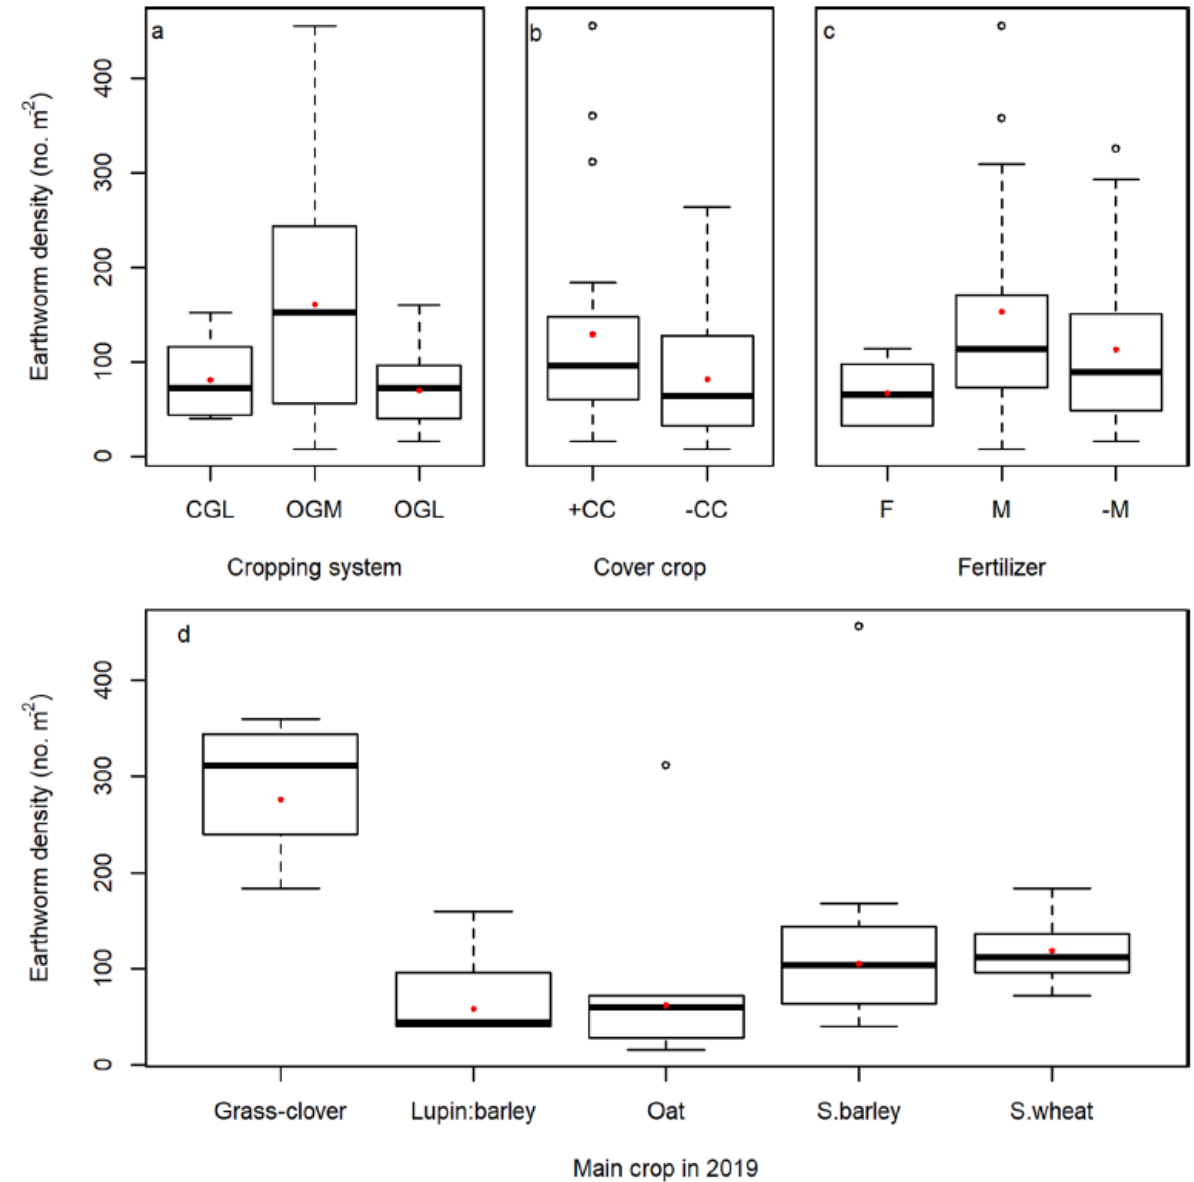 a
b
c
Earthworm density (no. m⁻²)
0
100
200
300
400
CGL OGM OGL
+CC -CC
F M -M
Cropping system
Cover crop
Fertilizer
d
Earthworm density (no. m⁻²)
0
100
200
300
400
Grass-clover Lupin:barley Oat S.barley S.wheat
Main crop in 2019